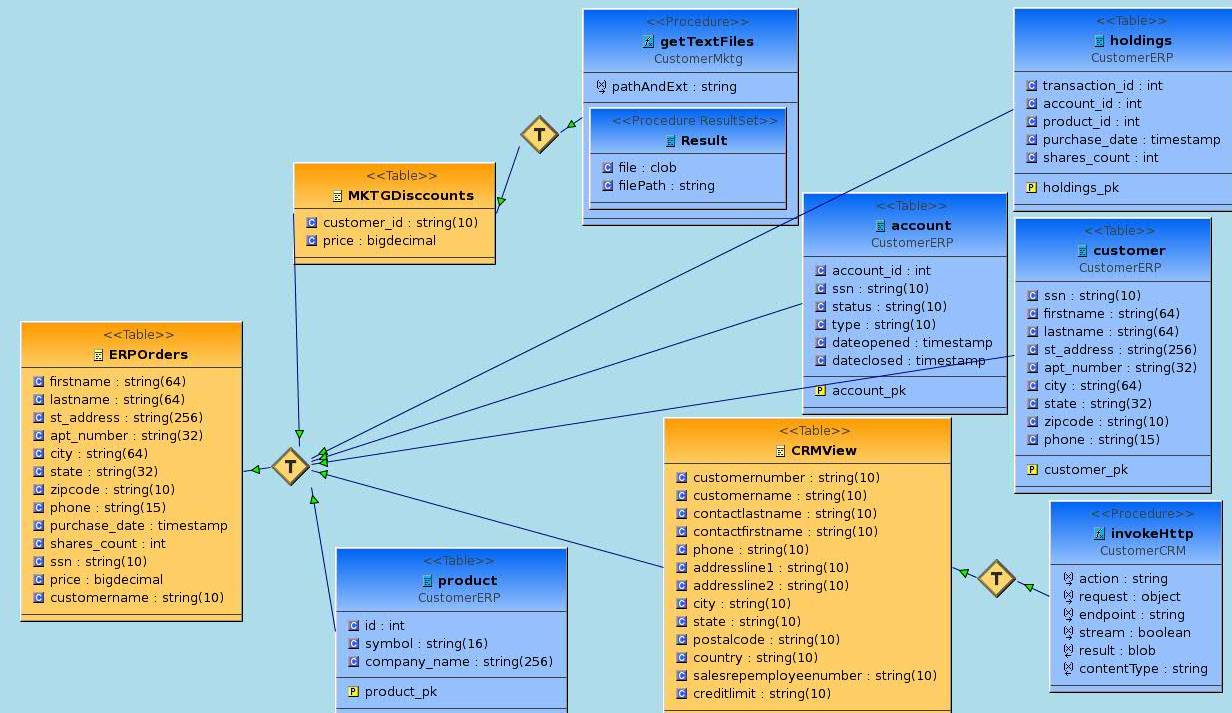 <<Procedure>>
getTextFiles
CustomerMktg
pathAndExt : string
<<Procedure ResultSet>>
Result
file : clob
filePath : string
<<Table>>
holdings
CustomerERP
transaction_id : int
account_id : int
product_id : int
purchase_date : timestamp
shares_count : int
holdings_pk
T
<<Table>>
MKTGDisccounts
customer_id : string(10)
price : bigdecimal
<<Table>>
account
CustomerERP
account_id : int
ssn : string(10)
status : string(10)
type : string(10)
dateopened : timestamp
dateclosed : timestamp
account_pk
<<Table>>
customer
CustomerERP
ssn : string(10)
firstname : string(64)
lastname : string(64)
st_address : string(256)
apt_number : string(32)
city : string(64)
state : string(32)
zipcode : string(10)
phone : string(15)
customer_pk
<<Table>>
ERPOrders
firstname : string(64)
lastname : string(64)
st_address : string(256)
apt_number : string(32)
city : string(64)
state : string(32)
zipcode : string(10)
phone : string(15)
purchase_date : timestamp
shares_count : int
ssn : string(10)
price : bigdecimal
customername : string(10)
T
<<Table>>
product
CustomerERP
id : int
symbol : string(16)
company_name : string(256)
product_pk
<<Table>>
CRMView
customernumber : string(10)
customername : string(10)
contactlastname : string(10)
contactfirstname : string(10)
phone : string(10)
addressline1 : string(10)
addressline2 : string(10)
city : string(10)
state : string(10)
postalcode : string(10)
country : string(10)
salesrepemployeenumber : string(10)
creditlimit : string(10)
T
<<Procedure>>
invokeHttp
CustomerCRM
action : string
request : object
endpoint : string
stream : boolean
result : blob
contentType : string